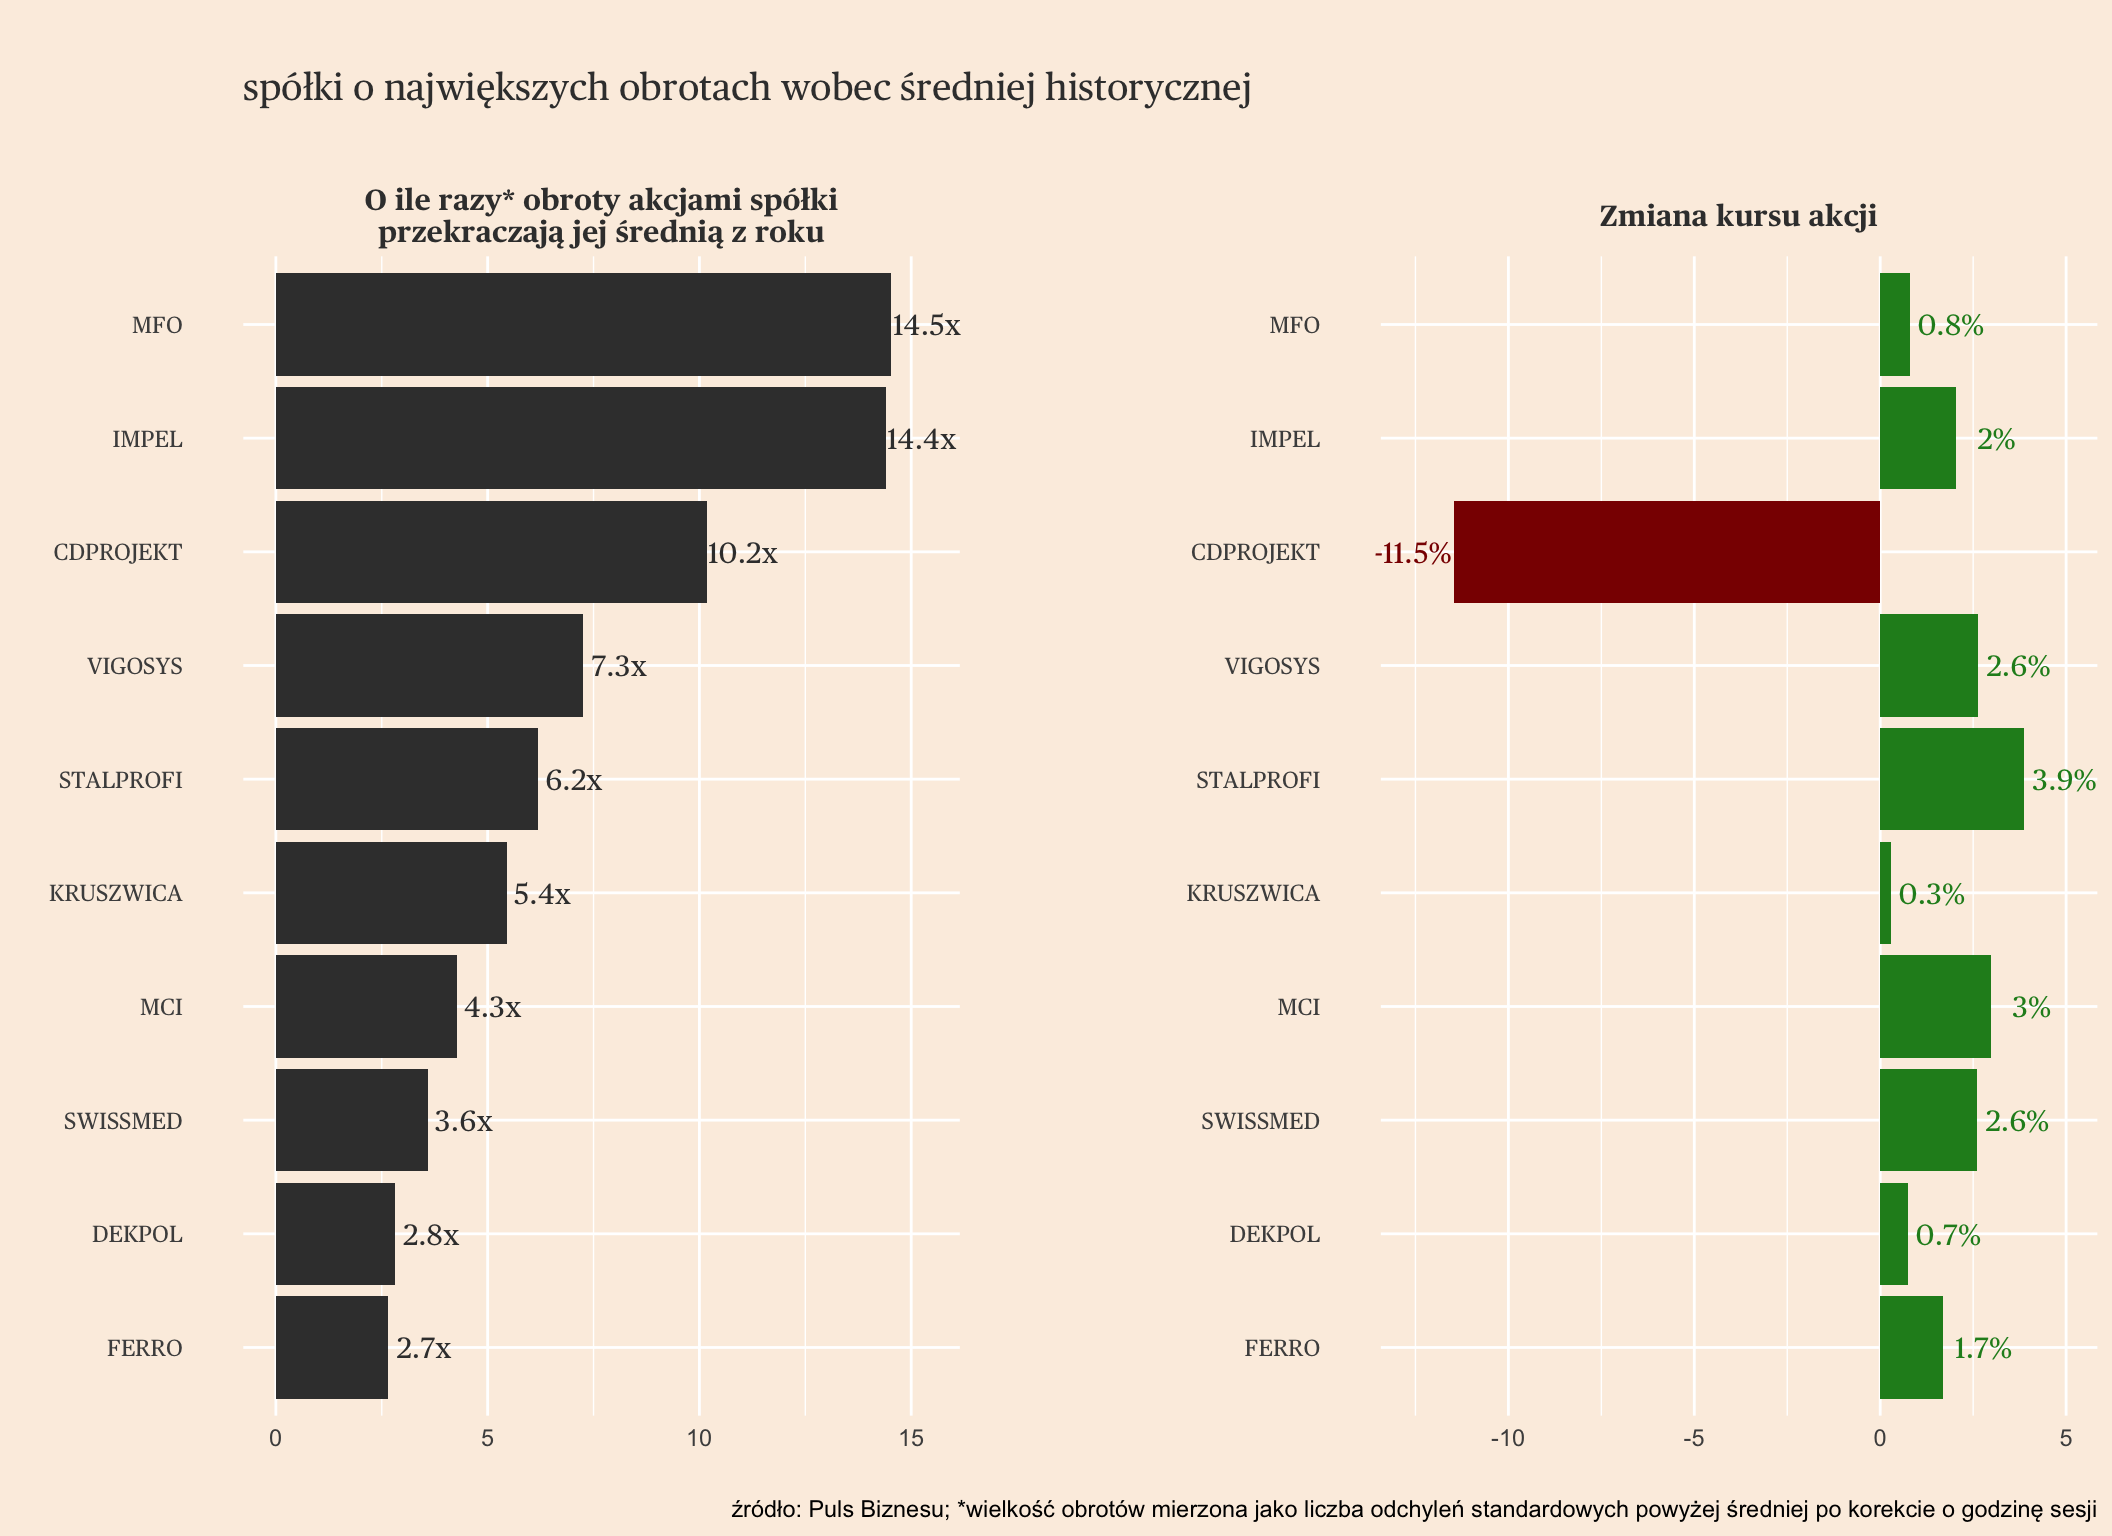 spółki o największych obrotach wobec średniej historycznej
O ile razy* obroty akcjami spółki
przekraczają jej średnią z roku
MFO 14.5x
IMPEL 14.4x
CDPROJEKT 10.2x
VIGOSYS 7.3x
STALPROFI 6.2x
KRUSZWICA 5.4x
MCI 4.3x
SWISSMED 3.6x
DEKPOL 2.8x
FERRO 2.7x
0 5 10 15
Zmiana kursu akcji
MFO 0.8%
IMPEL 2%
CDPROJEKT -11.5%
VIGOSYS 2.6%
STALPROFI 3.9%
KRUSZWICA 0.3%
MCI 3%
SWISSMED 2.6%
DEKPOL 0.7%
FERRO 1.7%
-10 -5 0 5
źródło: Puls Biznesu; *wielkość obrotów mierzona jako liczba odchyleń standardowych powyżej średniej po korekcie o godzinę sesji